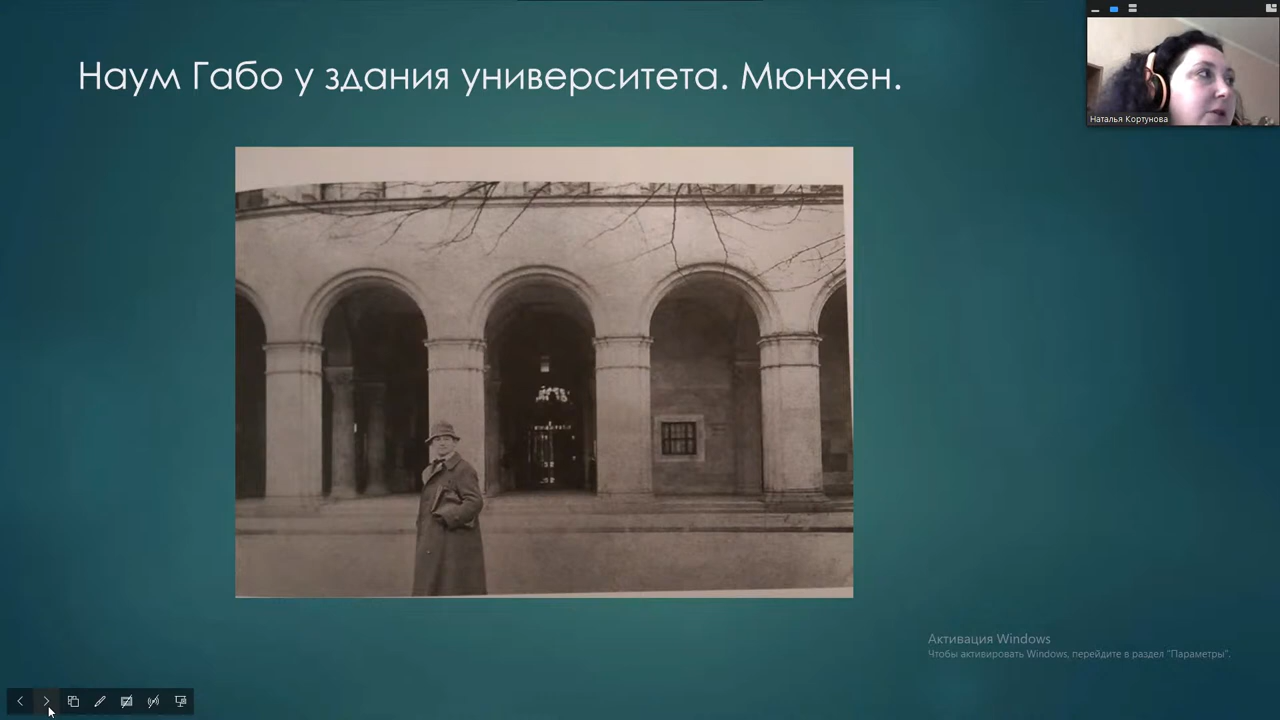 Наум Габо у здания университета. Мюнхен.
Наталья Кортунова
Активация Windows
Чтобы активировать Windows, перейдите в раздел "Параметры".